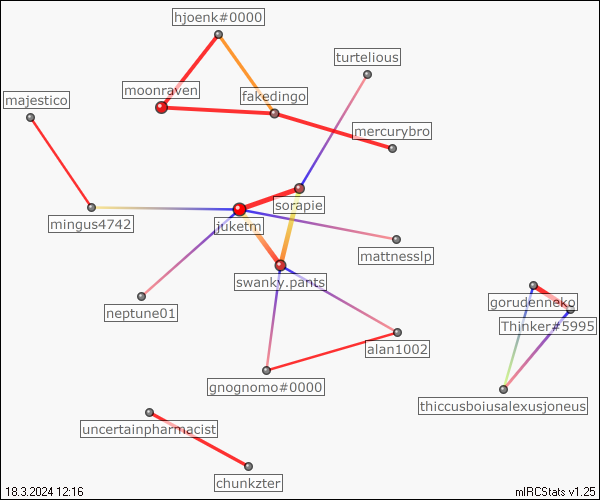 hjoenk#0000
turtelious
moonraven
fakedingo
majestico
mercurybro
sorapie
mingus4742
juketm
mattnesslp
swanky.pants
neptune01
gorudenneko
Thinker#5995
alan1002
gnognomo#0000
thiccusboiusalexusjoneus
uncertainpharmacist
chunkzter
18.3.2024 12:16
mIRCStats v1.25